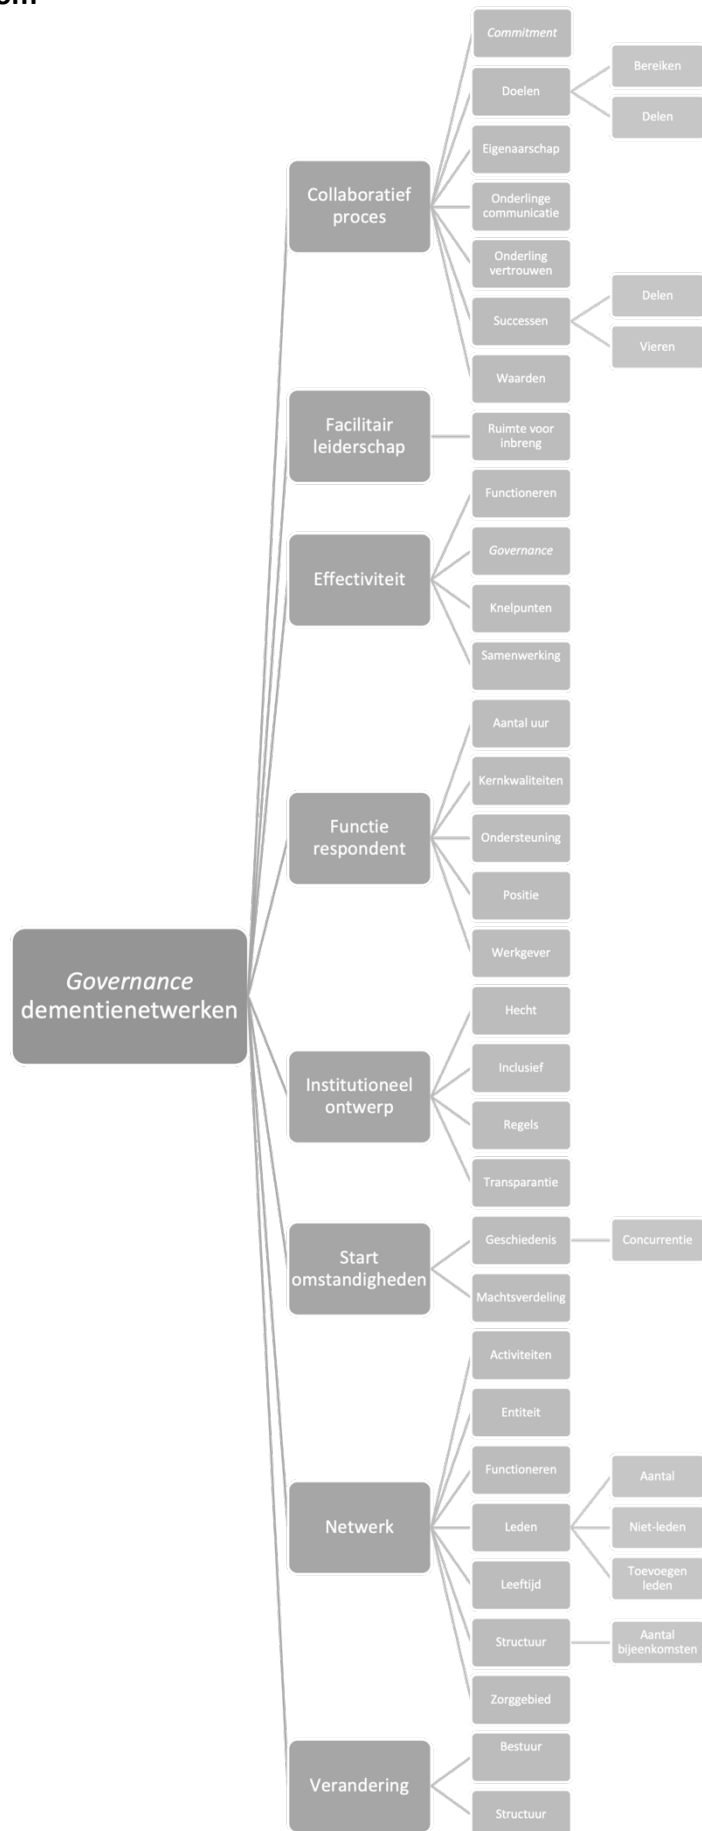 Governance
dementienetwerken
Collaboratief
proces
Commitment
Doelen
Bereiken
Delen
Eigenaarschap
Onderlinge
communicatie
Onderling
vertrouwen
Successen
Delen
Vieren
Waarden
Facilitair
leiderschap
Ruimte voor
inbreng
Effectiviteit
Functioneren
Governance
Knelpunten
Samenwerking
Functie
respondent
Aantal uur
Kernkwaliteiten
Ondersteuning
Positie
Werkgever
Institutioneel
ontwerp
Hecht
Inclusief
Regels
Transparantie
Start
omstandigheden
Geschiedenis
Concurrentie
Machtsverdeling
Netwerk
Activiteiten
Entiteit
Functioneren
Leden
Aantal
Niet-leden
Toevoegen
leden
Leeftijd
Structuur
Aantal
bijeenkomsten
Zorggebied
Verandering
Bestuur
Structuur